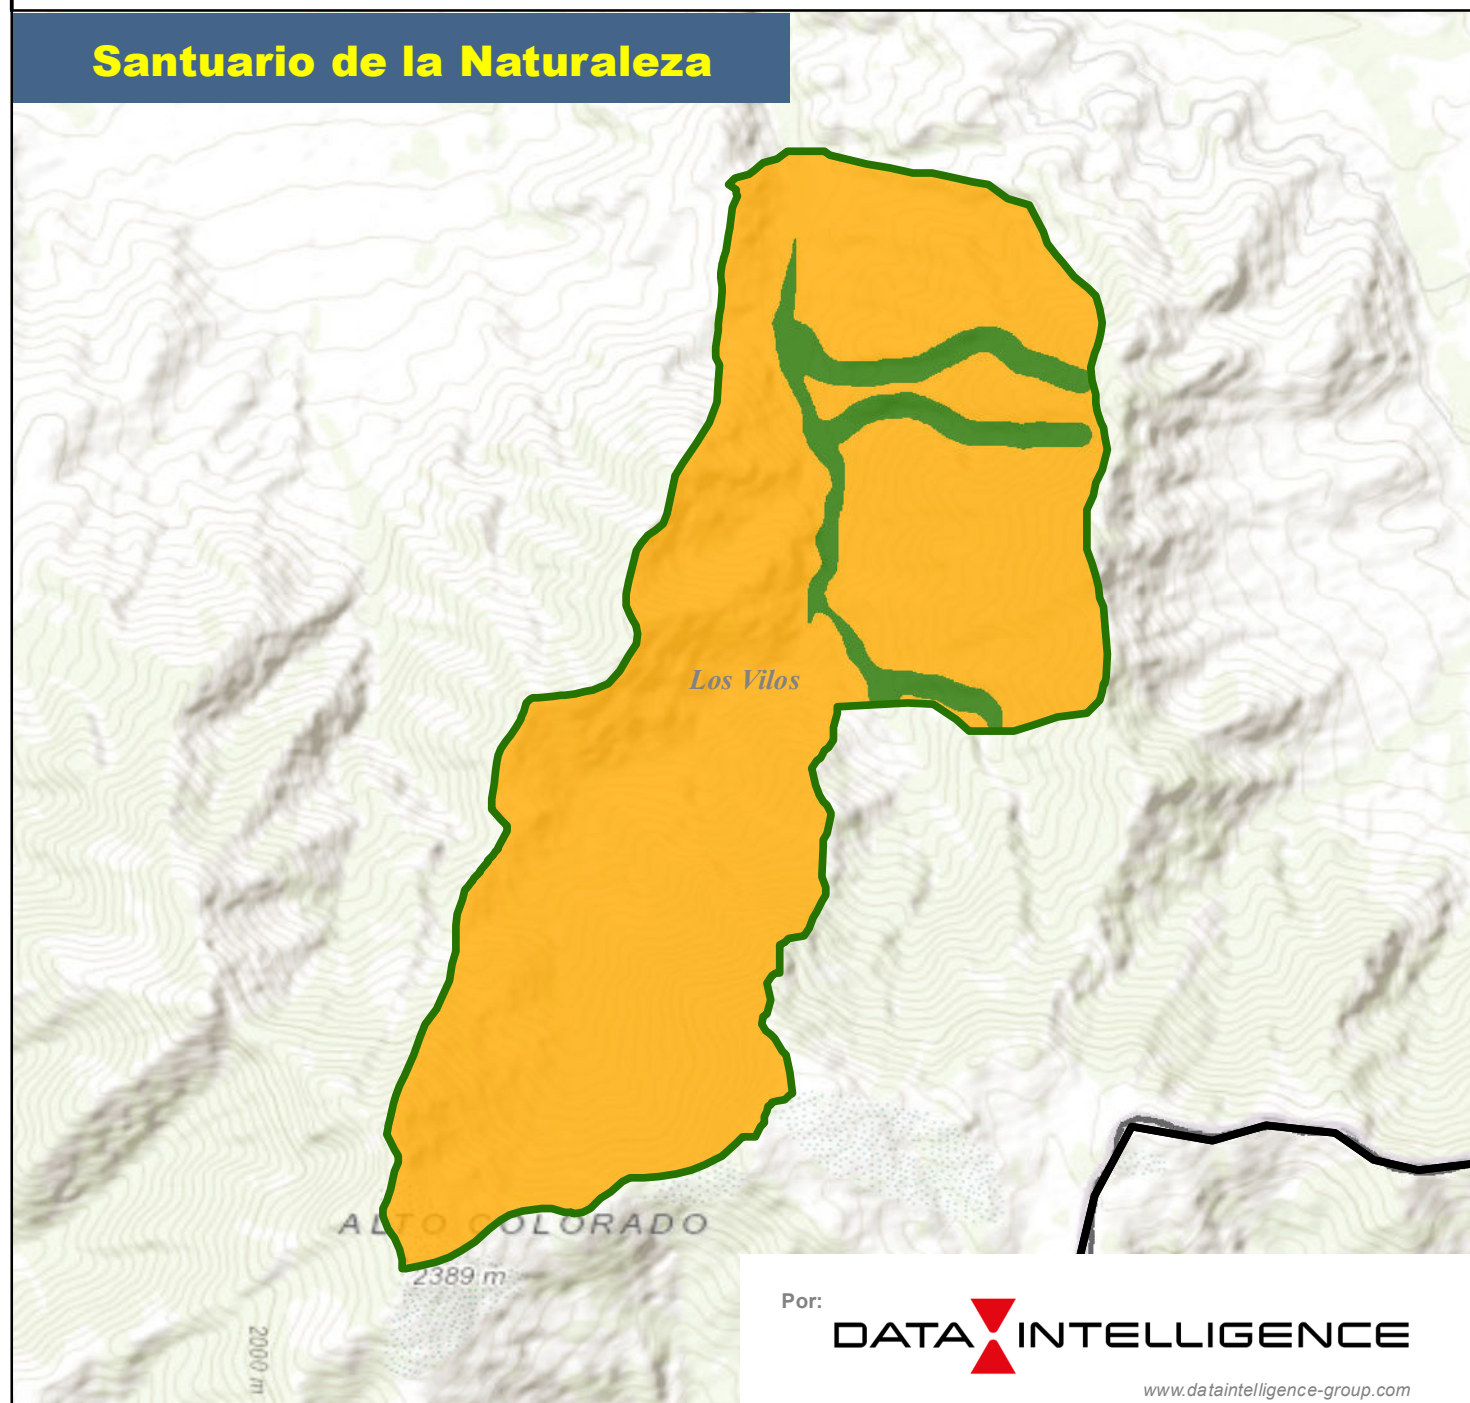 Santuario de la Naturaleza
Los Vilos
ALTO COLORADO
2389 m
2000 m
Por:
DATA INTELLIGENCE
www.dataintelligence-group.com